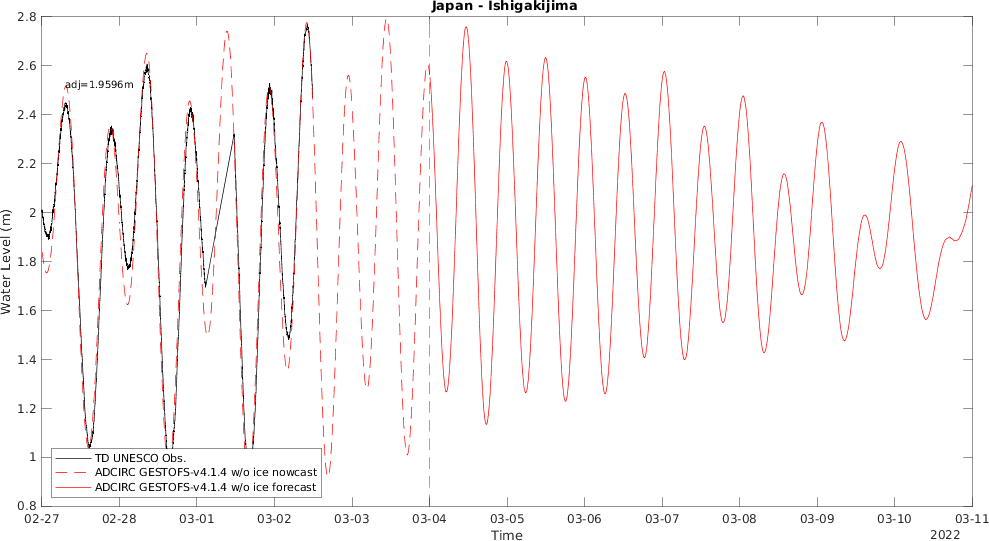 Japan - Ishigakijima
2.8
2.6
2.4
2.2
2
1.8
1.6
1.4
1.2
1
0.8
Water Level (m)
adj=1.9596m
TD UNESCO Obs.
ADCIRC GESTOFS-v4.1.4 w/o ice nowcast
ADCIRC GESTOFS-v4.1.4 w/o ice forecast
02-27 02-28 03-01 03-02 03-03 03-04 03-05 03-06 03-07 03-08 03-09 03-10 03-11
Time
2022